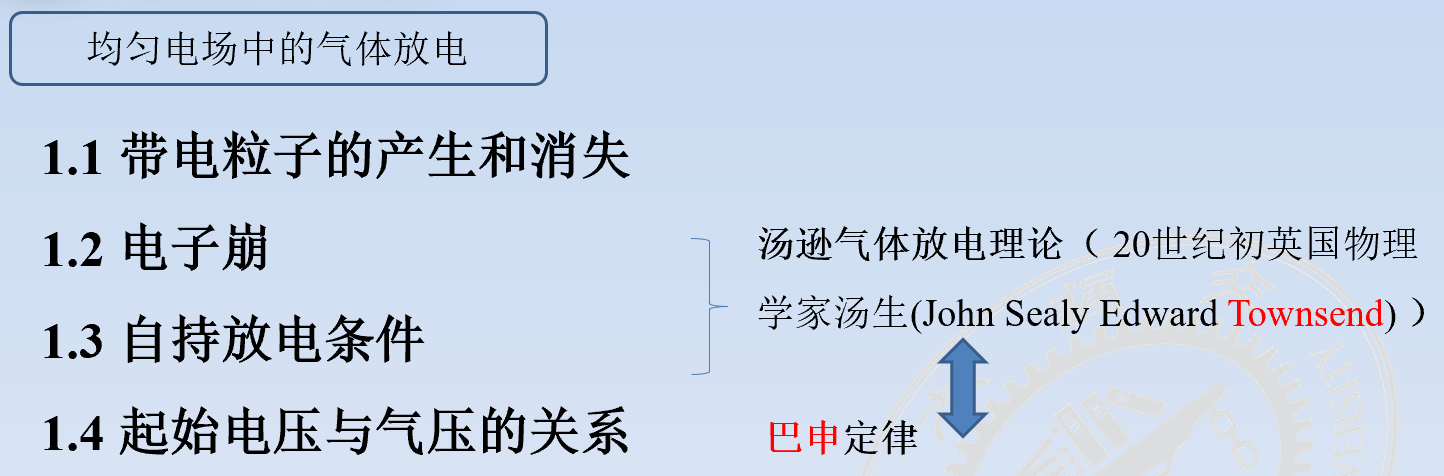 均匀电场中的气体放电
1.1 带电粒子的产生和消失
1.2 电子崩
1.3 自持放电条件
1.4 起始电压与气压的关系
汤逊气体放电理论（ 20世纪初英国物理
学家汤生(John Sealy Edward Townsend) ）
巴申定律